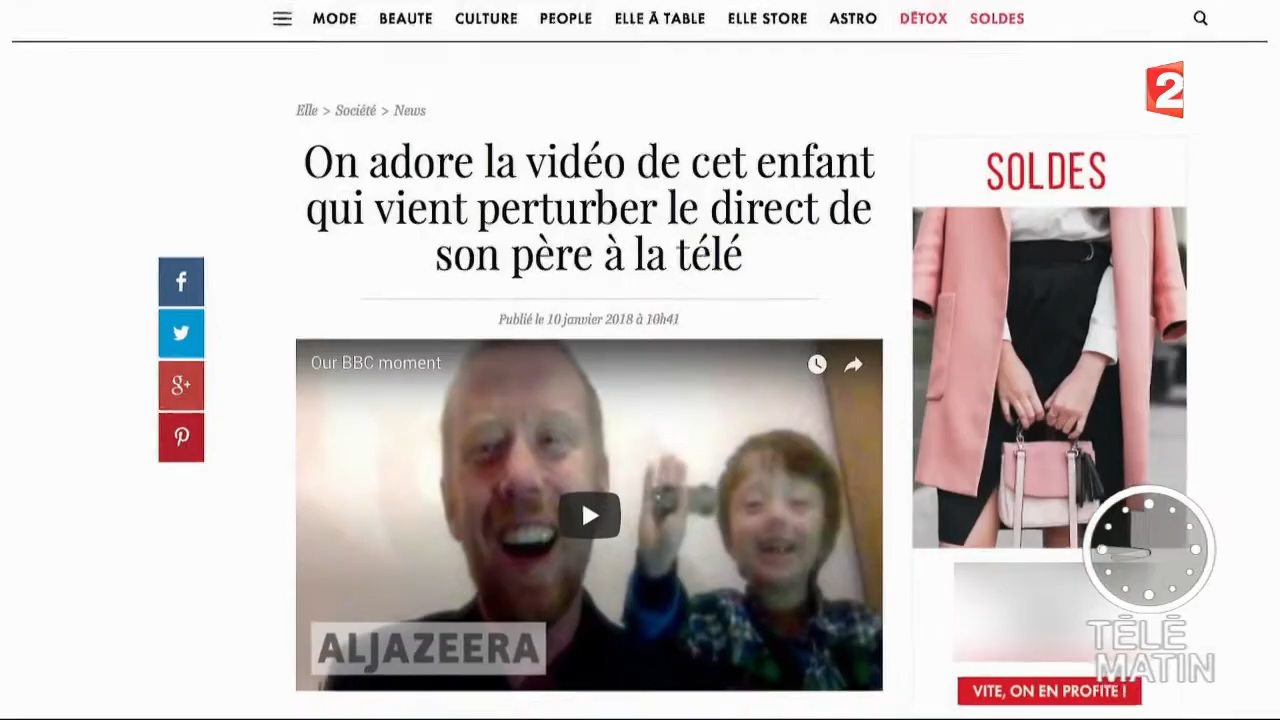 MODE BEAUTE CULTURE PEOPLE ELLE À TABLE ELLE STORE ASTRO DÉTOX SOLDES
2
Elle > Société > News
On adore la vidéo de cet enfant
qui vient perturber le direct de
son père à la télé
Publié le 10 janvier 2018 à 10h41
f
g+
Our BBC moment
ALJAZEERA
SOLDES
VITE, ON EN PROFITE !
TÉLÉ
MATIN